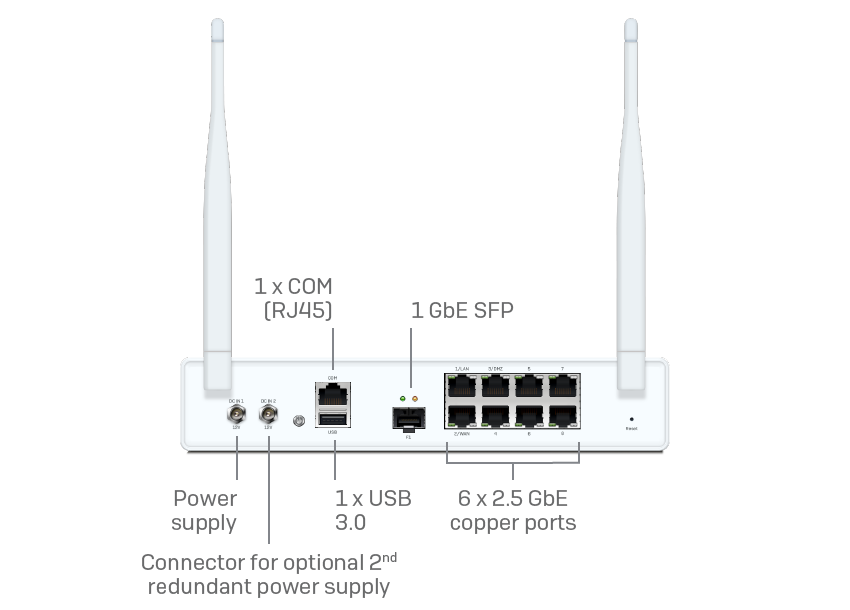 1 x COM
(RJ45)
1 GbE SFP
COM
1/LAN
3/DMZ
5
7
DC IN 1
DC IN 2
12V
12V
USB
F1
2/WAN
4
6
8
Reset
Power
supply
1 x USB
3.0
6 x 2.5 GbE
copper ports
Connector for optional 2nd
redundant power supply